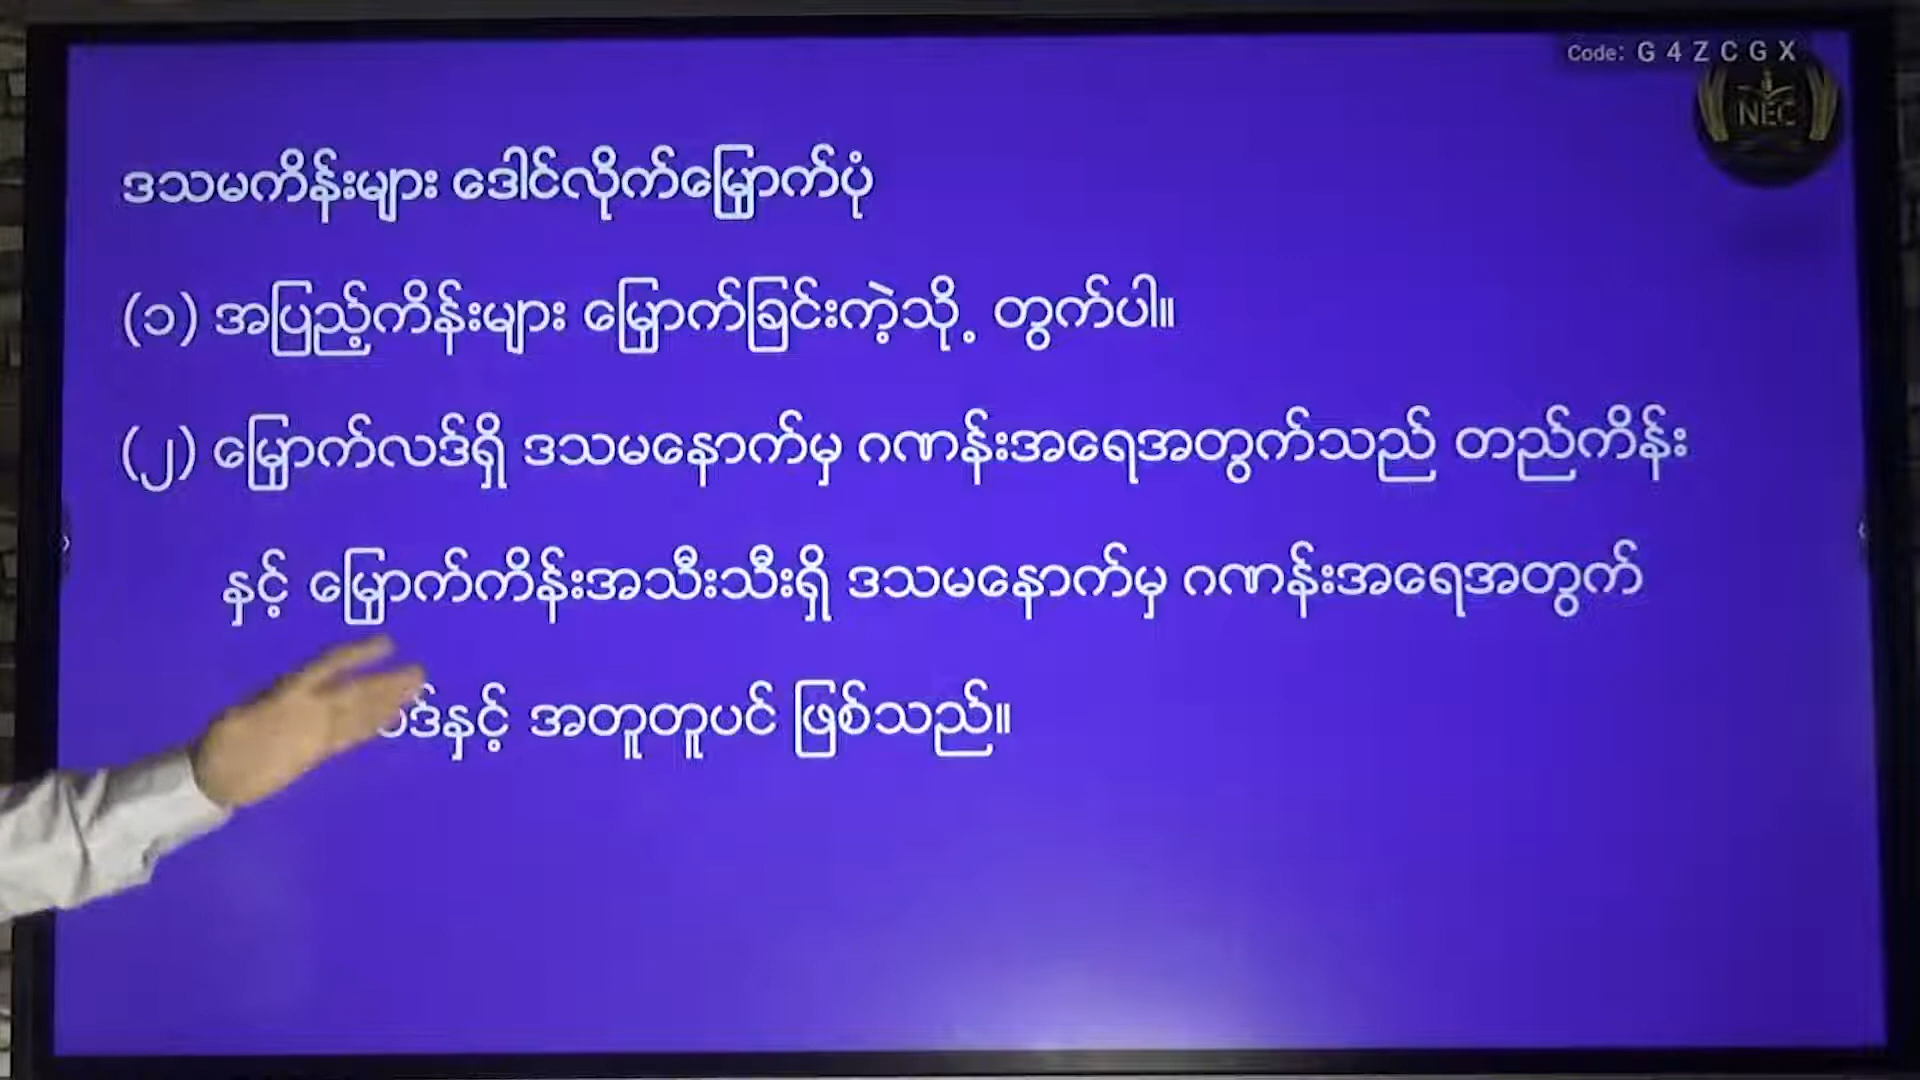 Code: G 4 Z C G X
NEC
ဒသမကိန်းများ ဒေါင်လိုက်မြှောက်ပုံ
(၁) အပြည့်ကိန်းများ မြှောက်ခြင်းကဲ့သို့ တွက်ပါ။
(၂) မြှောက်လဒ်ရှိ ဒသမနောက်မှ ဂဏန်းအရေအတွက်သည် တည်ကိန်း
နှင့် မြှောက်ကိန်းအသီးသီးရှိ ဒသမနောက်မှ ဂဏန်းအရေအတွက်
အတူတူပင် ဖြစ်သည်။